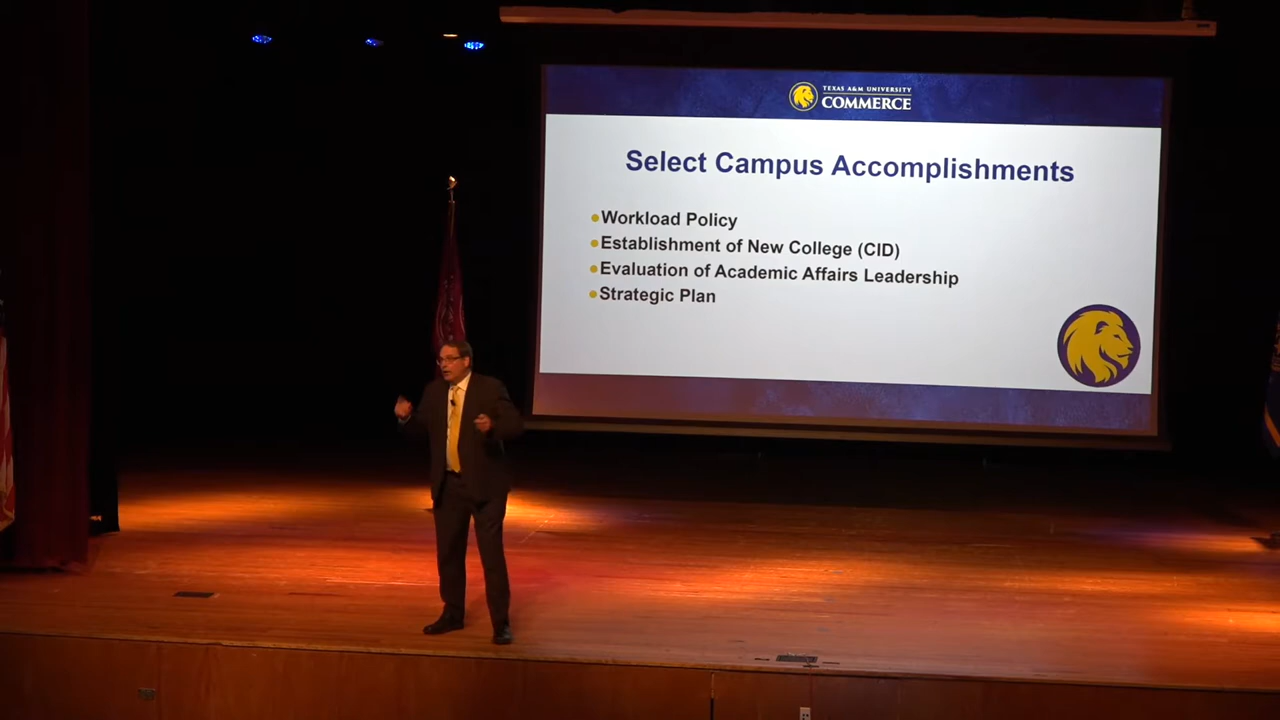 TEXAS A&M UNIVERSITY
COMMERCE
Select Campus Accomplishments
Workload Policy
Establishment of New College (CID)
Evaluation of Academic Affairs Leadership
Strategic Plan